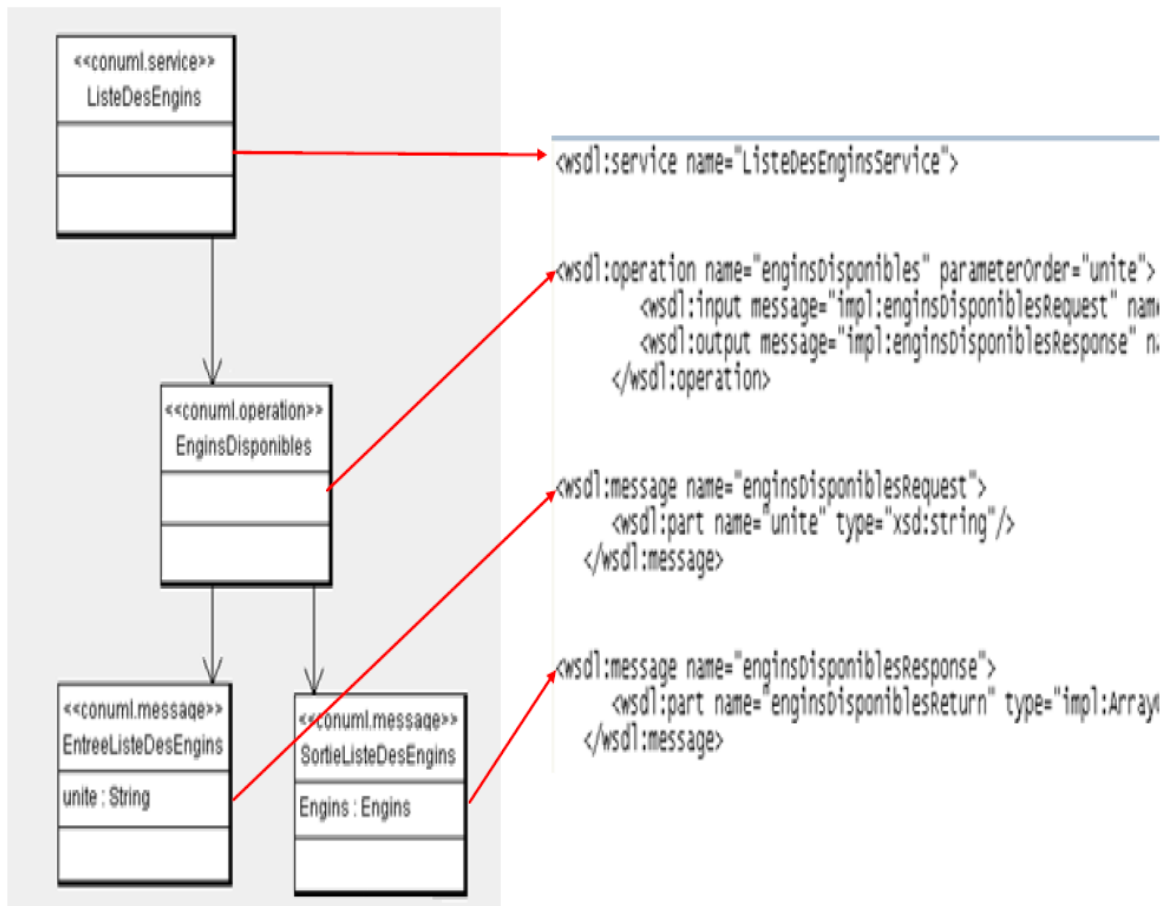 <<conuml.service>>
ListeDesEngins
<<conuml.operation>>
EnginsDisponibles
<<conuml.message>>
EntreeListeDesEngins
unite : String
<<conuml.message>>
SortieListeDesEngins
Engins : Engins
<wsdl:service name="ListeDesEnginsService">
<wsdl:operation name="enginsDisponibles" parameterOrder="unite">
<wsdl:input message="impl:enginsDisponiblesRequest" name
<wsdl:output message="impl:enginsDisponiblesResponse"
</wsdl:operation>
<wsdl:message name="enginsDisponiblesRequest">
<wsdl:part name="unite" type="xsd:string"/>
</wsdl:message>
<wsdl:message name="enginsDisponiblesResponse">
<wsdl:part name="enginsDisponiblesReturn" type="impl:Array
</wsdl:message>